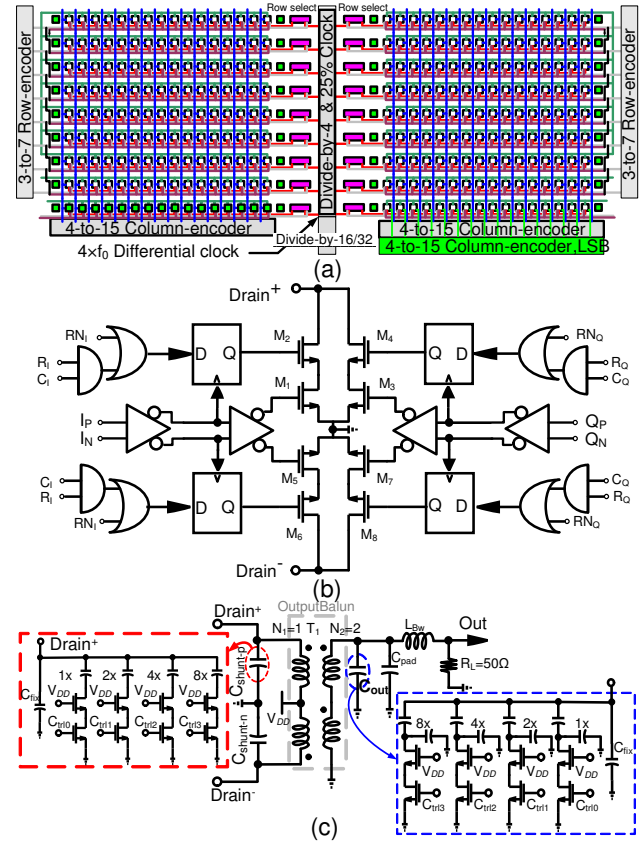 Row select
Row select
3-to-7 Row-encoder
Divide-by-4 & 25% Clock
3-to-7 Row-encoder
4-to-15 Column-encoder
4-to-15 Column-encoder
4×f0 Differential clock
Divide-by-16/32
4-to-15 Column-encoder,LSB
(a)
Drain+
RNI
RI
CI
D
Q
M2
M4
Q
D
RNQ
RQ
CQ
M1
M3
IP
IN
QP
QN
CI
RI
RNI
D
Q
M5
M6
M7
M8
Q
D
CQ
RQ
RNQ
Drain-
(b)
Drain+
OutputBalun
N1=1 T1 N2=2
LBw
Out
Drain+
1x
2x
4x
8x
Cfix
VDD
VDD
VDD
VDD
Ctrl0
Ctrl1
Ctrl2
Ctrl3
Cshunt-p
Cshunt-n
VDD
Cout
Cpad
RL=50Ω
8x
4x
2x
1x
Cfix
VDD
VDD
VDD
VDD
Ctrl3
Ctrl2
Ctrl1
Ctrl0
Drain-
(c)